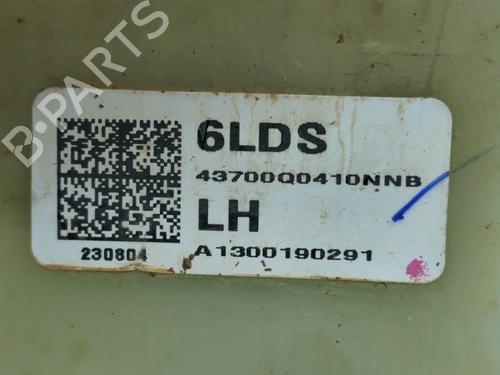 B-PARTS
6LDS
43700Q0410NNB
LH
230804
A1300190291